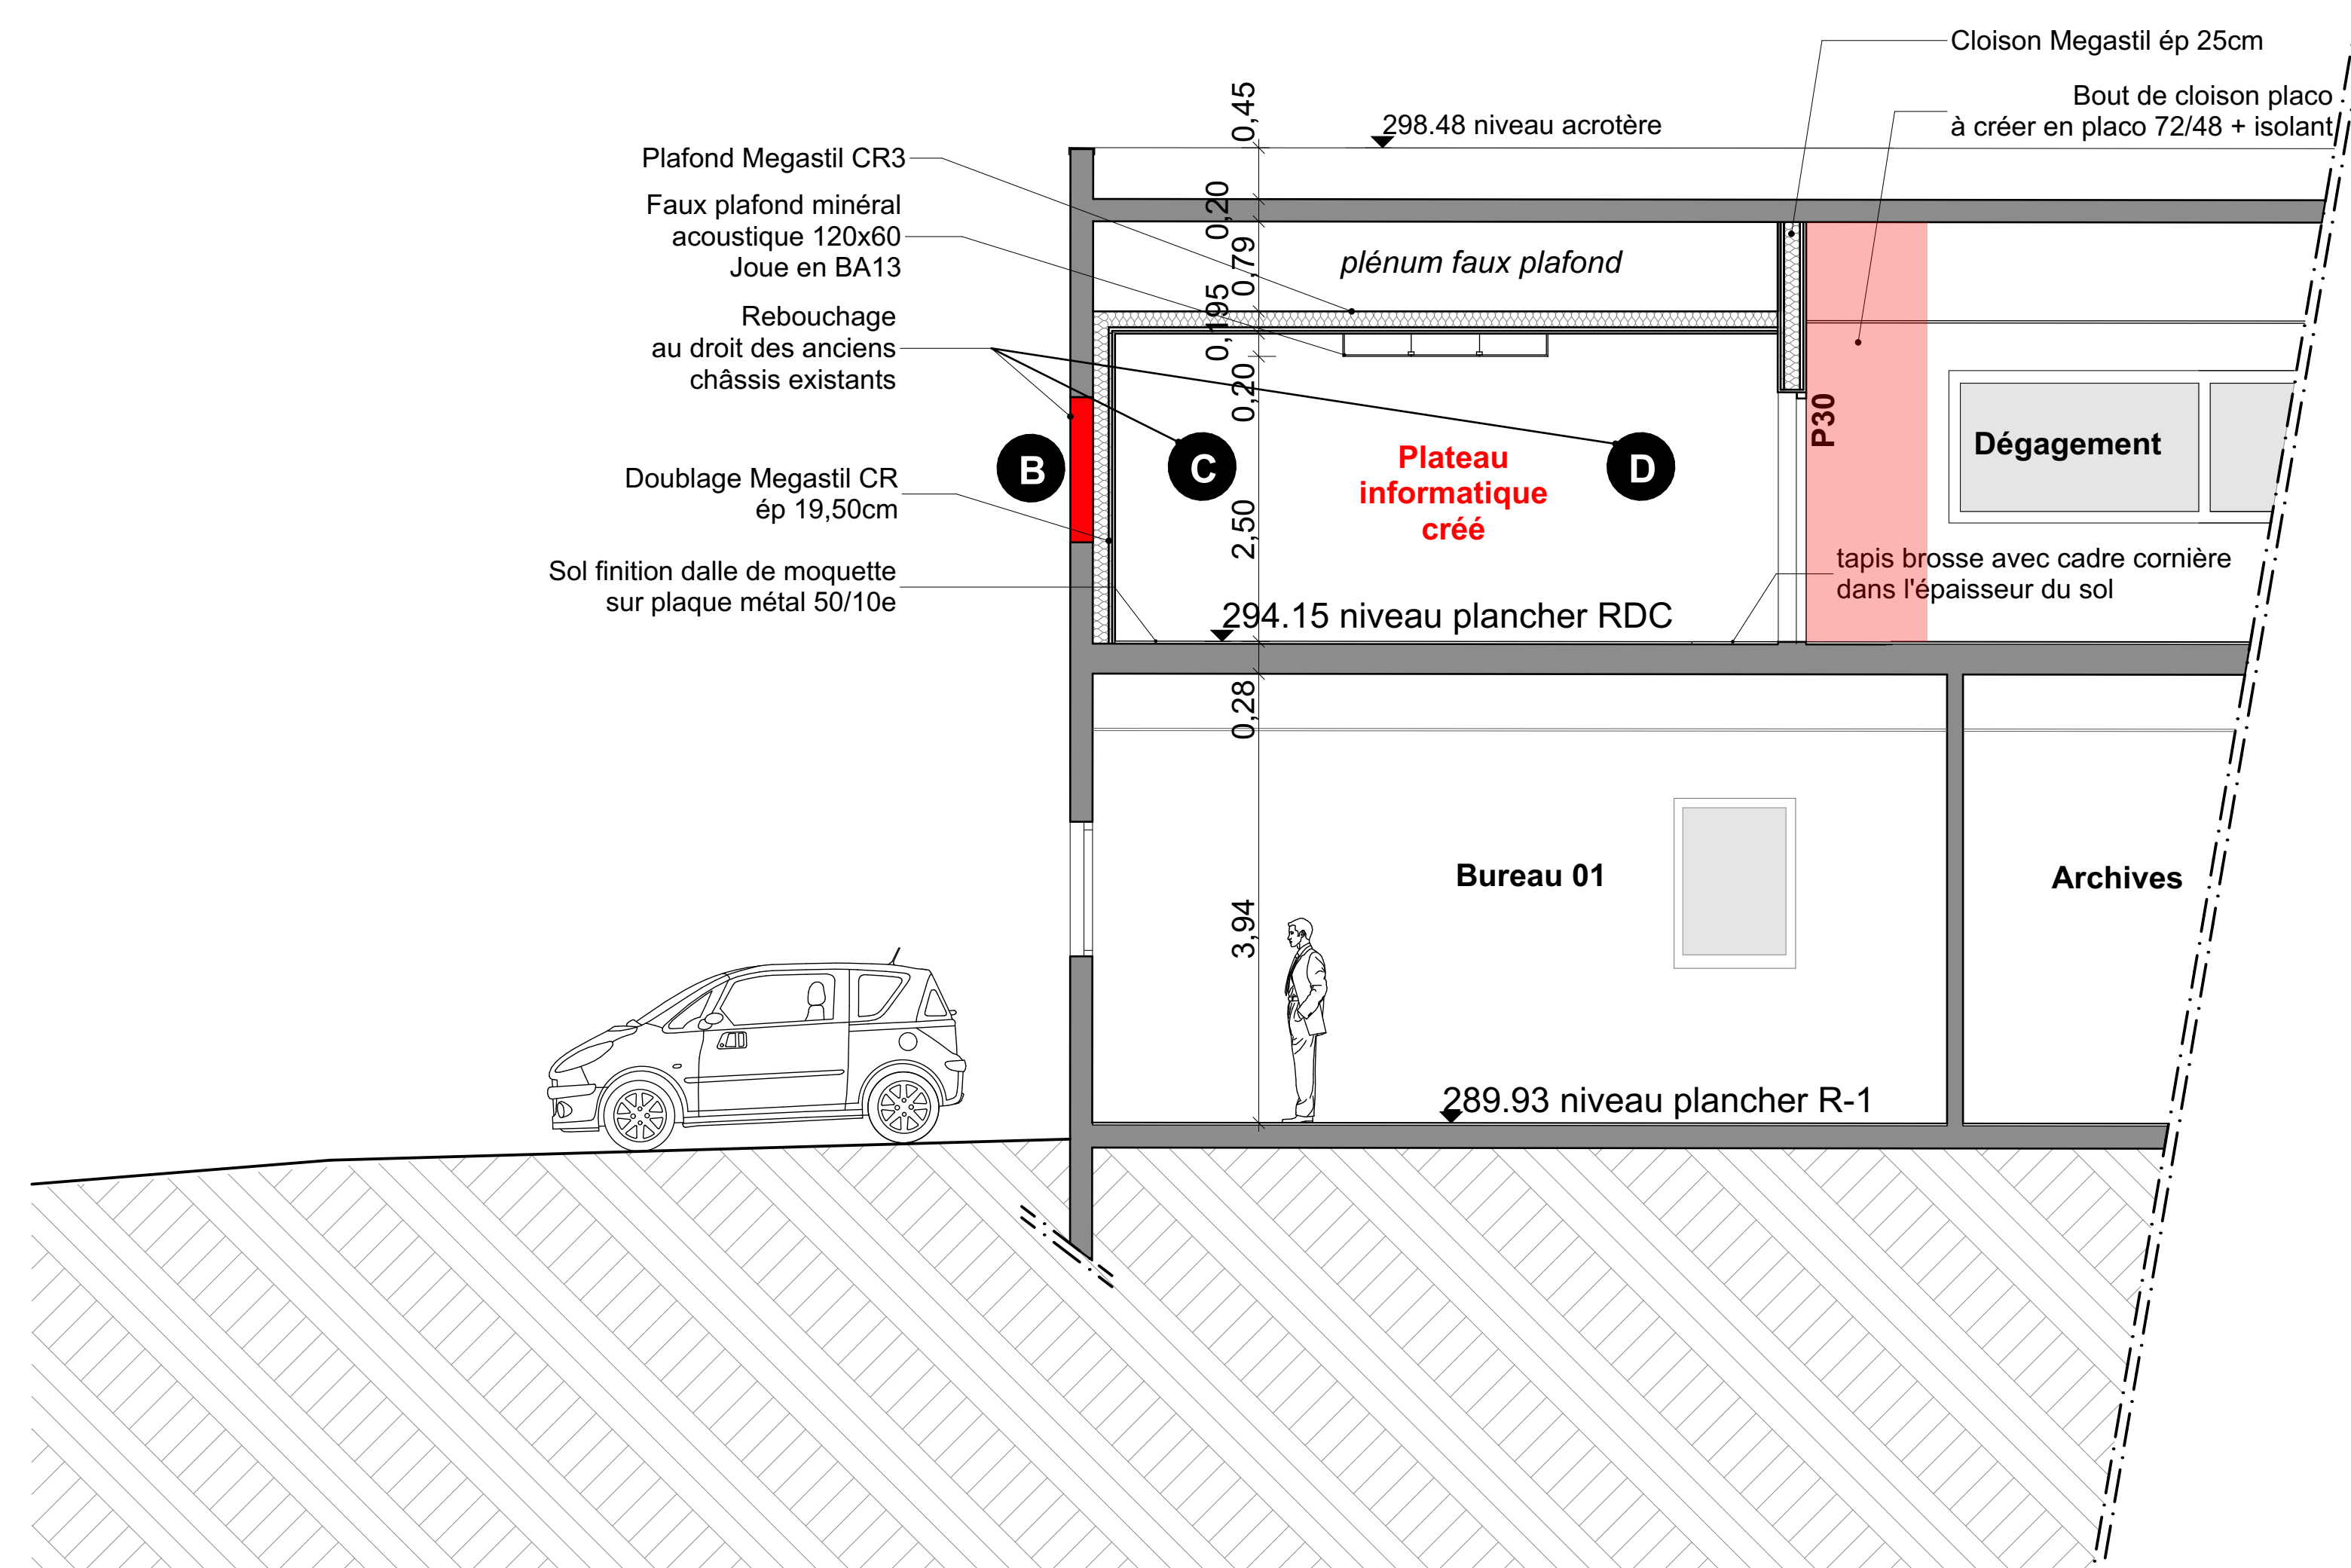 Cloison Megastil ép 25cm
Bout de cloison placo
à créer en placo 72/48 + isolant
298.48 niveau acrotère
Plafond Megastil CR3
Faux plafond minéral
acoustique 120x60
Joue en BA13
Rebouchage
au droit des anciens
châssis existants
Doublage Megastil CR
ép 19,50cm
Sol finition dalle de moquette
sur plaque métal 50/10e
0,45
0,20
0,79
0,195
0,20
2,50
0,28
3,94
plénum faux plafond
B
C
D
Plateau
informatique
créé
P30
Dégagement
tapis brosse avec cadre cornière
dans l'épaisseur du sol
294.15 niveau plancher RDC
Bureau 01
Archives
289.93 niveau plancher R-1